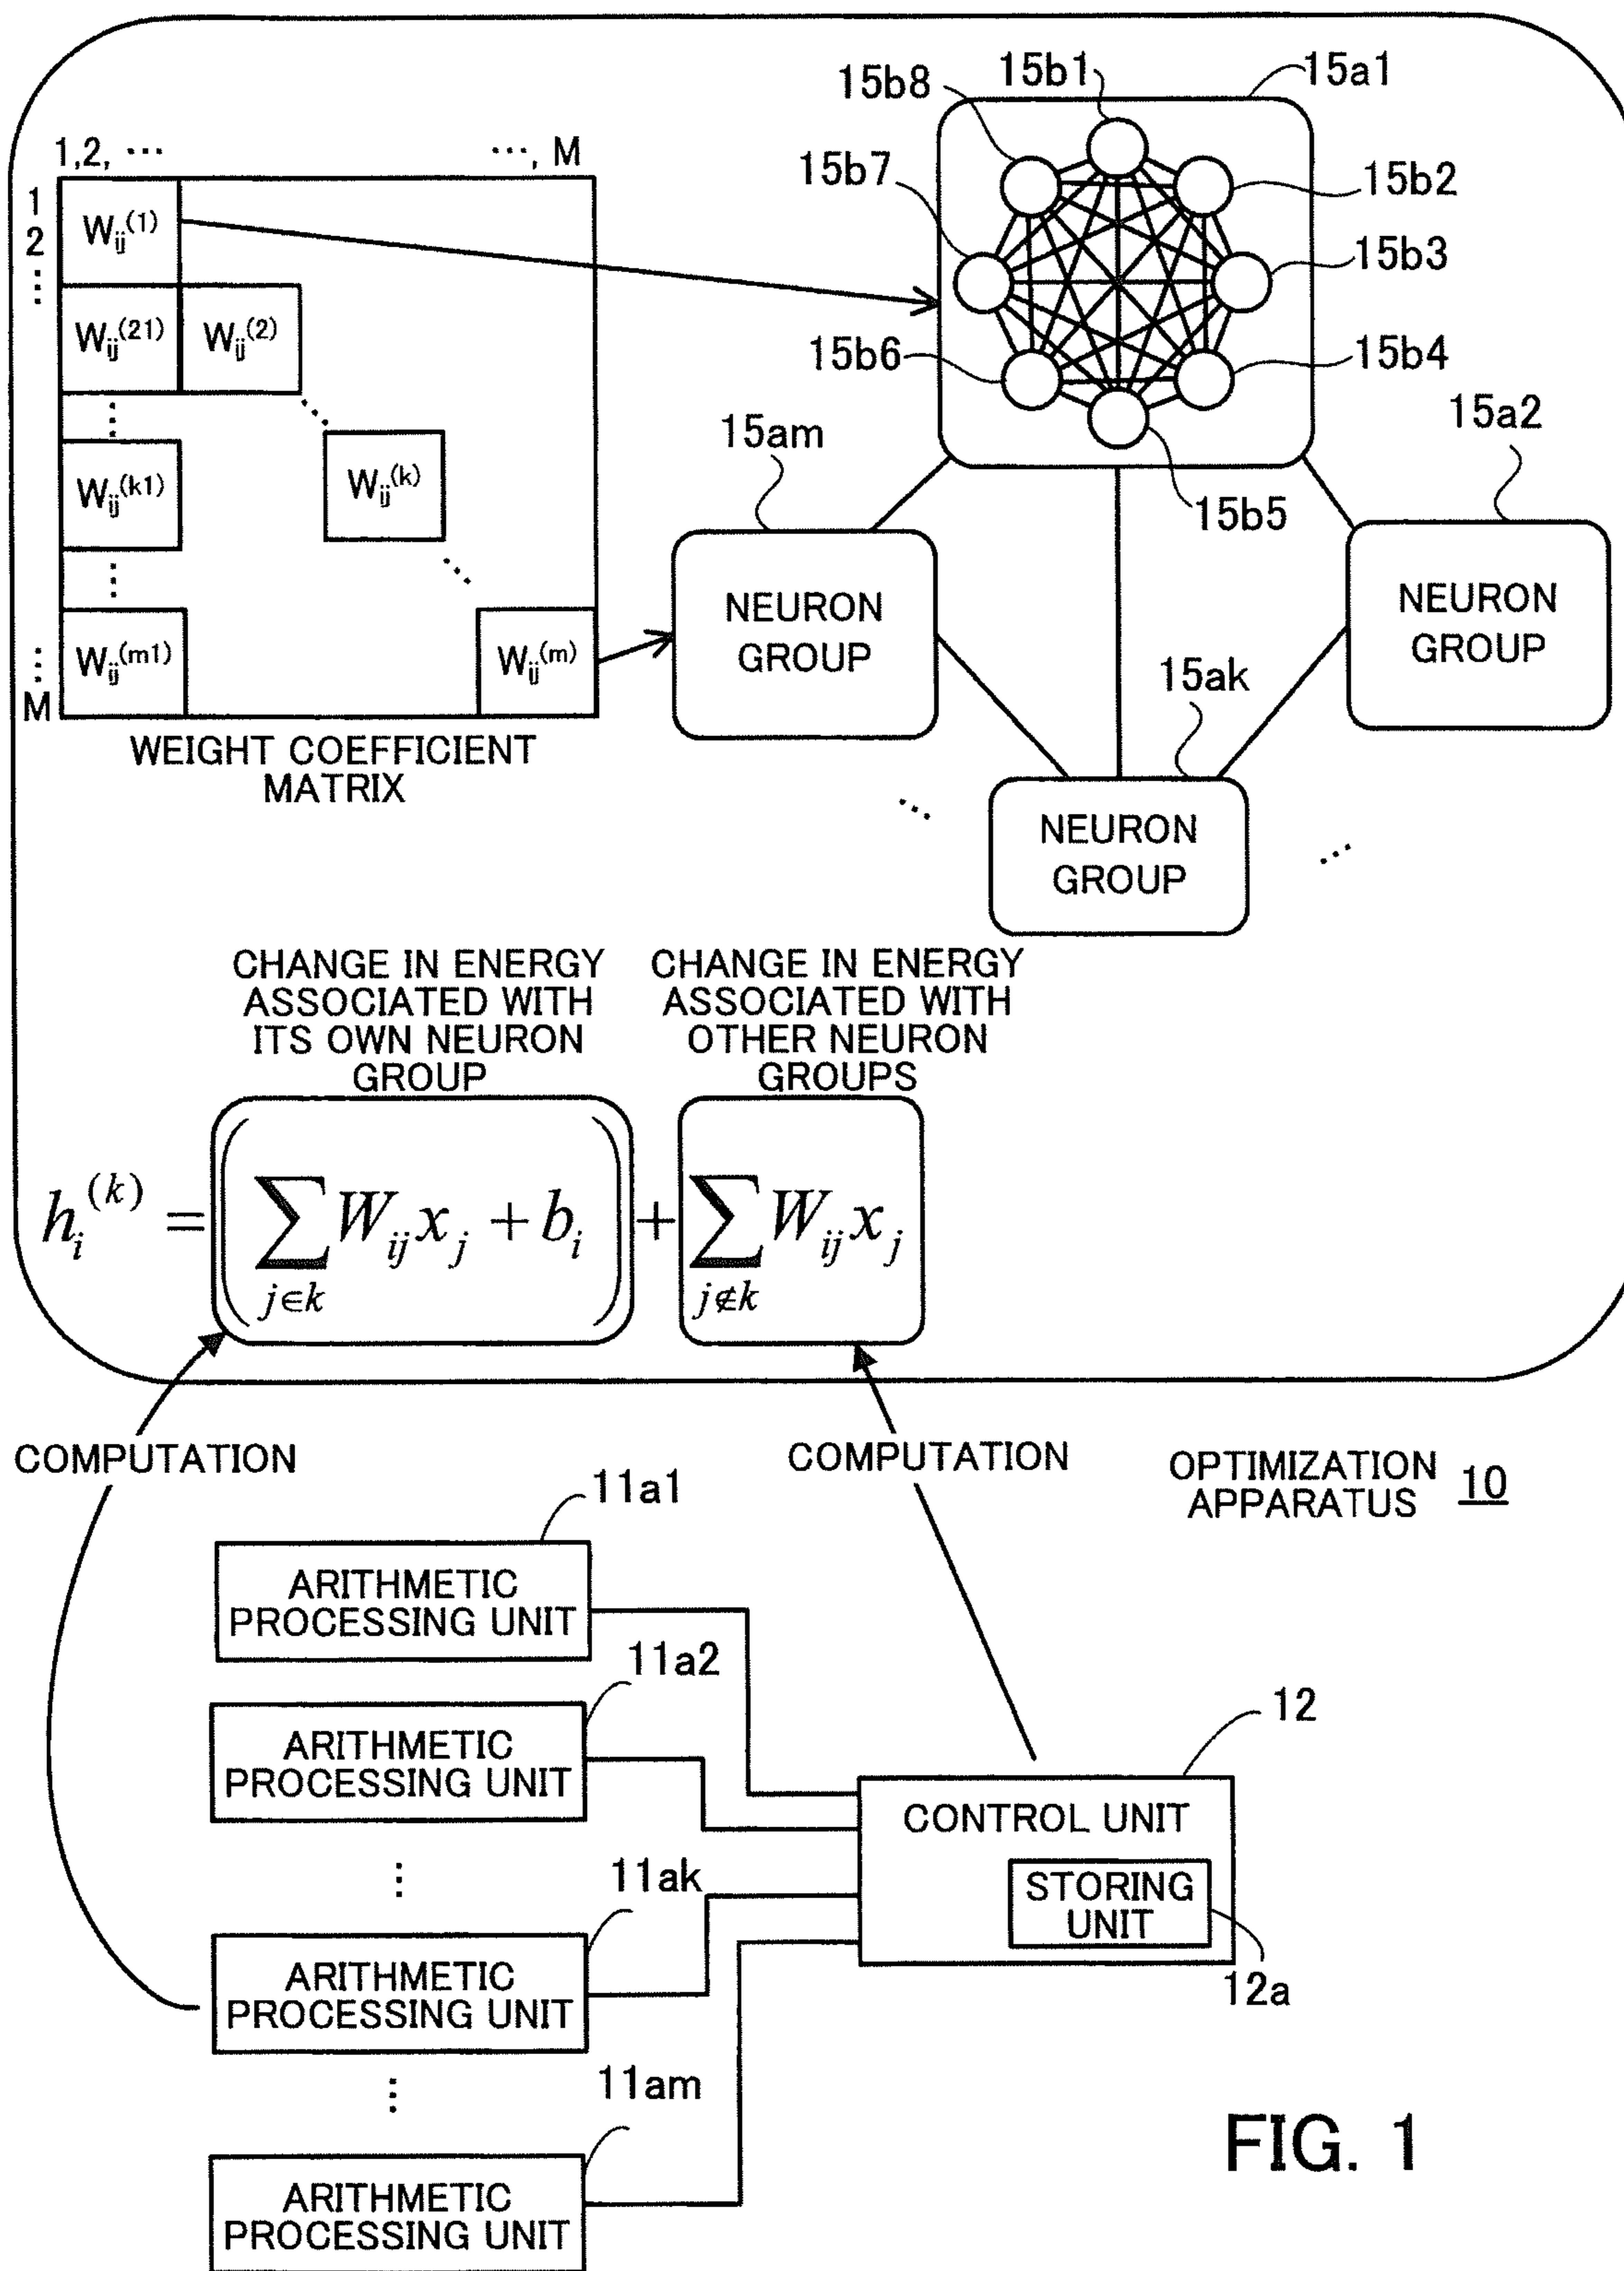 15b1
15a1
15b8
1,2, ⋯ ⋯, M
15b7
15b2
1
2
⋮
W_ij^(1)
15b3
W_ij^(21) W_ij^(2)
15b6
15b4
⋮ ⋱
15am
15a2
W_ij^(k1) W_ij^(k)
15b5
⋮ ⋱
NEURON
GROUP
NEURON
GROUP
⋮
M
W_ij^(m1) W_ij^(m)
15ak
WEIGHT COEFFICIENT
MATRIX
⋯
NEURON
GROUP
⋯
CHANGE IN ENERGY
ASSOCIATED WITH
ITS OWN NEURON
GROUP
CHANGE IN ENERGY
ASSOCIATED WITH
OTHER NEURON
GROUPS
h_i^(k) = ( ∑_{j∈k} W_ij x_j + b_i ) + ∑_{j∉k} W_ij x_j
COMPUTATION
COMPUTATION
OPTIMIZATION
APPARATUS 10
11a1
ARITHMETIC
PROCESSING UNIT
11a2
ARITHMETIC
PROCESSING UNIT
12
CONTROL UNIT
⋮
11ak
STORING
UNIT
ARITHMETIC
PROCESSING UNIT
12a
⋮
11am
ARITHMETIC
PROCESSING UNIT
FIG. 1